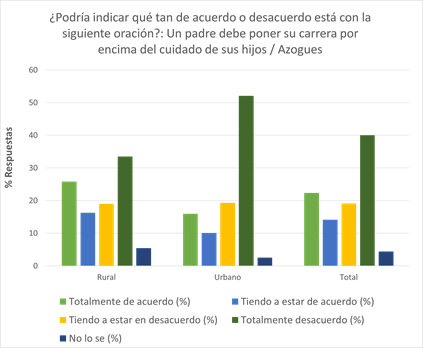 ¿Podría indicar qué tan de acuerdo o desacuerdo está con la
siguiente oración?: Un padre debe poner su carrera por
encima del cuidado de sus hijos / Azogues
% Respuestas
60
50
40
30
20
10
0
Rural
Urbano
Total
Totalmente de acuerdo (%)
Tiendo a estar de acuerdo (%)
Tiendo a estar en desacuerdo (%)
Totalmente desacuerdo (%)
No lo se (%)